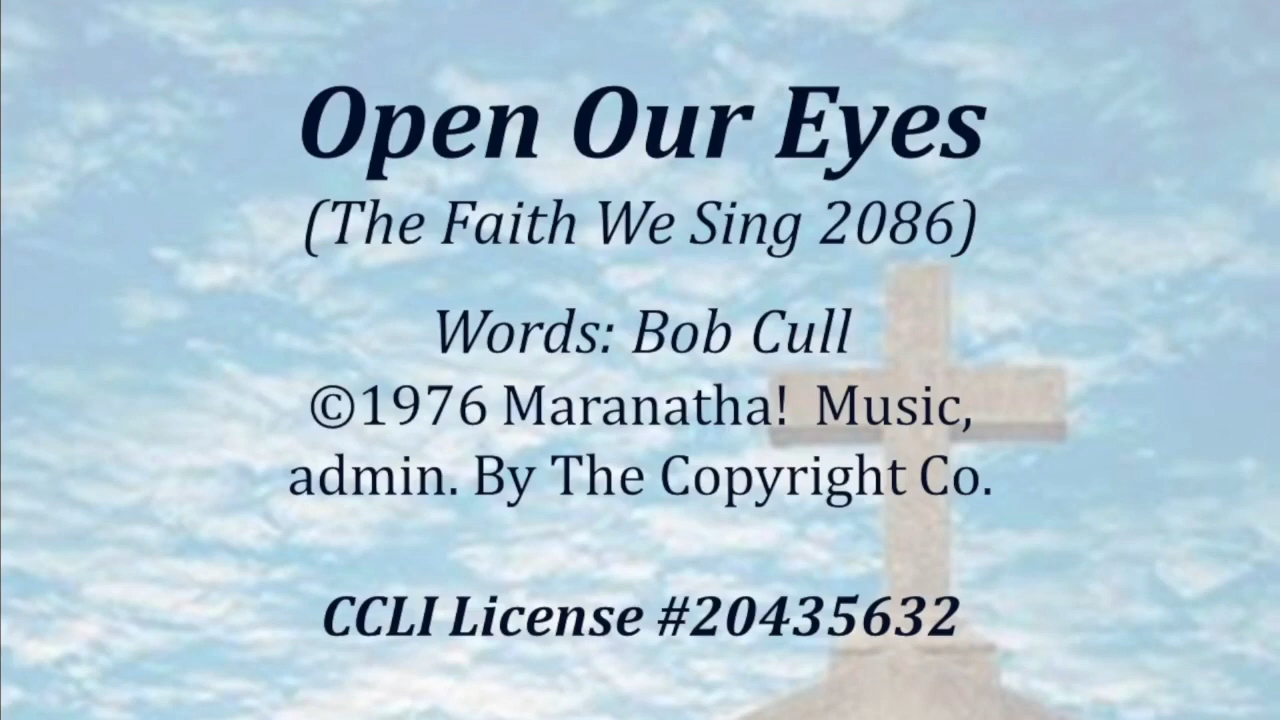 Open Our Eyes
(The Faith We Sing 2086)
Words: Bob Cull
©1976 Maranatha!  Music,
admin. By The Copyright Co.
CCLI License #20435632